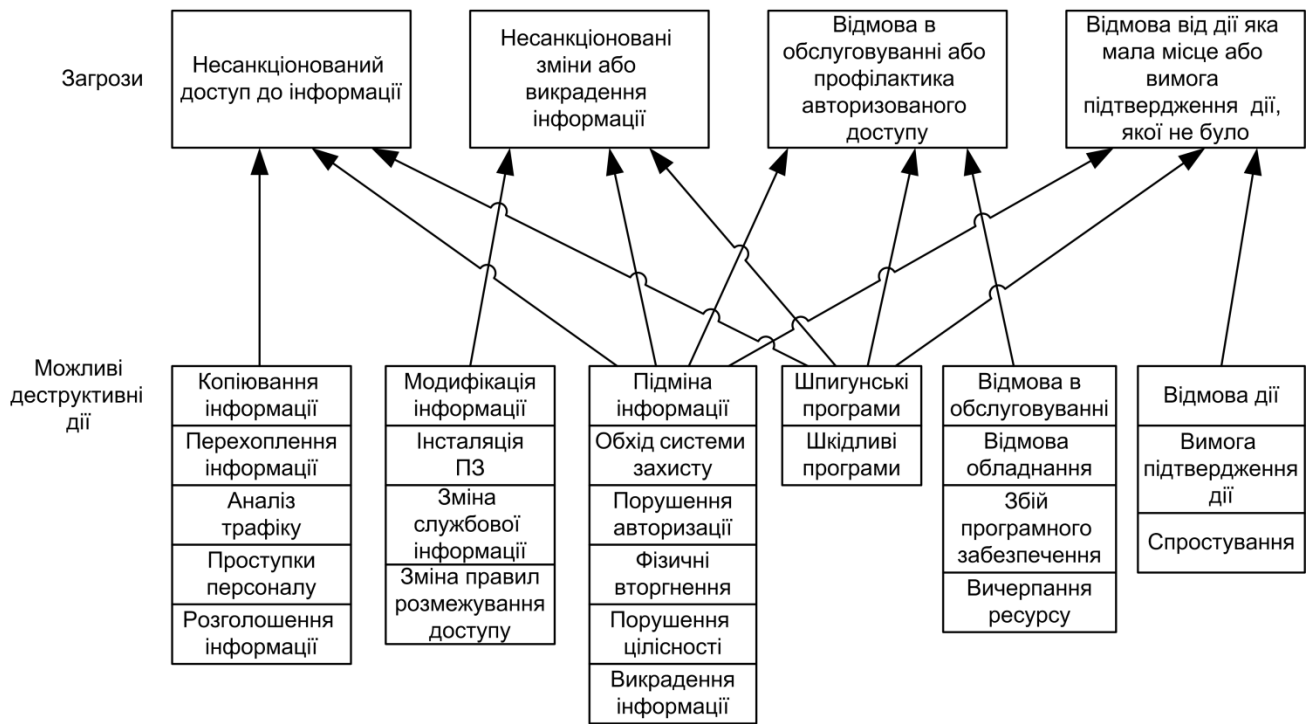 Загрози
Несанкціонований
доступ до інформації
Несанкціоновані
зміни або
викрадення
інформації
Відмова в
обслуговуванні або
профілактика
авторизованого
доступу
Відмова від дії яка
мала місце або
вимога
підтвердження дії,
якої не було
Можливі
деструктивні
дії
Копіювання
інформації
Перехоплення
інформації
Аналіз
трафіку
Проступки
персоналу
Розголошення
інформації
Модифікація
інформації
Інсталяція
ПЗ
Зміна
службової
інформації
Зміна правил
розмежування
доступу
Підміна
інформації
Обхід системи
захисту
Порушення
авторизації
Фізичні
вторгнення
Порушення
цілісності
Викрадення
інформації
Шпигунські
програми
Шкідливі
програми
Відмова в
обслуговуванні
Відмова
обладнання
Збій
програмного
забезпечення
Вичерпання
ресурсу
Відмова дії
Вимога
підтвердження
дії
Спростування